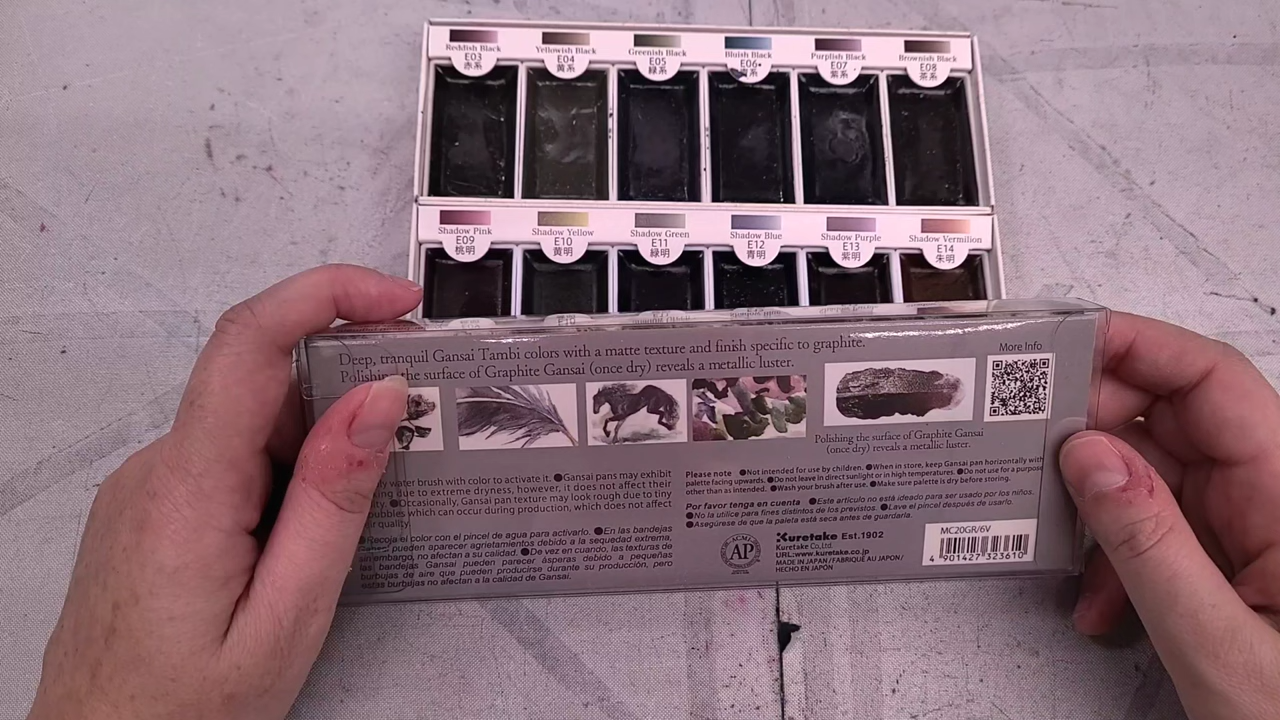 Reddish Black
E03
赤系
Yellowish Black
E04
黄系
Greenish Black
E05
緑系
Bluish Black
E06
系
Purplish Black
E07
紫系
Brownish Black
E08
茶系
Shadow Pink
E09
桃明
Shadow Yellow
E10
黄明
Shadow Green
E11
緑明
Shadow Blue
E12
青明
Shadow Purple
E13
紫明
Shadow Vermilion
E14
朱明
Deep, tranquil Gansai Tambi colors with a matte texture and finish specific to graphite.
Polishing the surface of Graphite Gansai (once dry) reveals a metallic luster.
More Info
Polishing the surface of Graphite Gansai
(once dry) reveals a metallic luster.
water brush with color to activate it. ●Gansai pans may exhibit
due to extreme dryness, however, it does not affect their
●Occasionally, Gansai pan texture may look rough due to tiny
bubbles which can occur during production, which does not affect
quality.
●Recoja el color con el pincel de agua para activarlo. ●En las bandejas
pueden aparecer agrietamientos debido a la sequedad extrema,
embargo, no afectan a su calidad. ●De vez en cuando, las texturas de
las bandejas Gansai pueden parecer ásperas debido a pequeñas
burbujas de aire que pueden producirse durante su producción, pero
estas burbujas no afectan a la calidad de Gansai.
Please note ●Not intended for use by children. ●When in store, keep Gansai pan horizontally with
palette facing upwards. ●Do not leave in direct sunlight or in high temperatures. ●Do not use for a purpose
other than as intended. ●Wash your brush after use. ●Make sure palette is dry before storing.
Por favor tenga en cuenta ●Este artículo no está ideado para ser usado por los niños.
●No la utilice para fines distintos de los previstos. ●Lave el pincel después de usarlo.
●Asegúrese de que la paleta está seca antes de guardarla.
ACMI
AP
Kuretake Est.1902
Kuretake Co.,Ltd.
URL:www.kuretake.co.jp
MADE IN JAPAN / FABRIQUÉ AU JAPON /
HECHO EN JAPÓN
MC20GR/6V
4 901427 323610